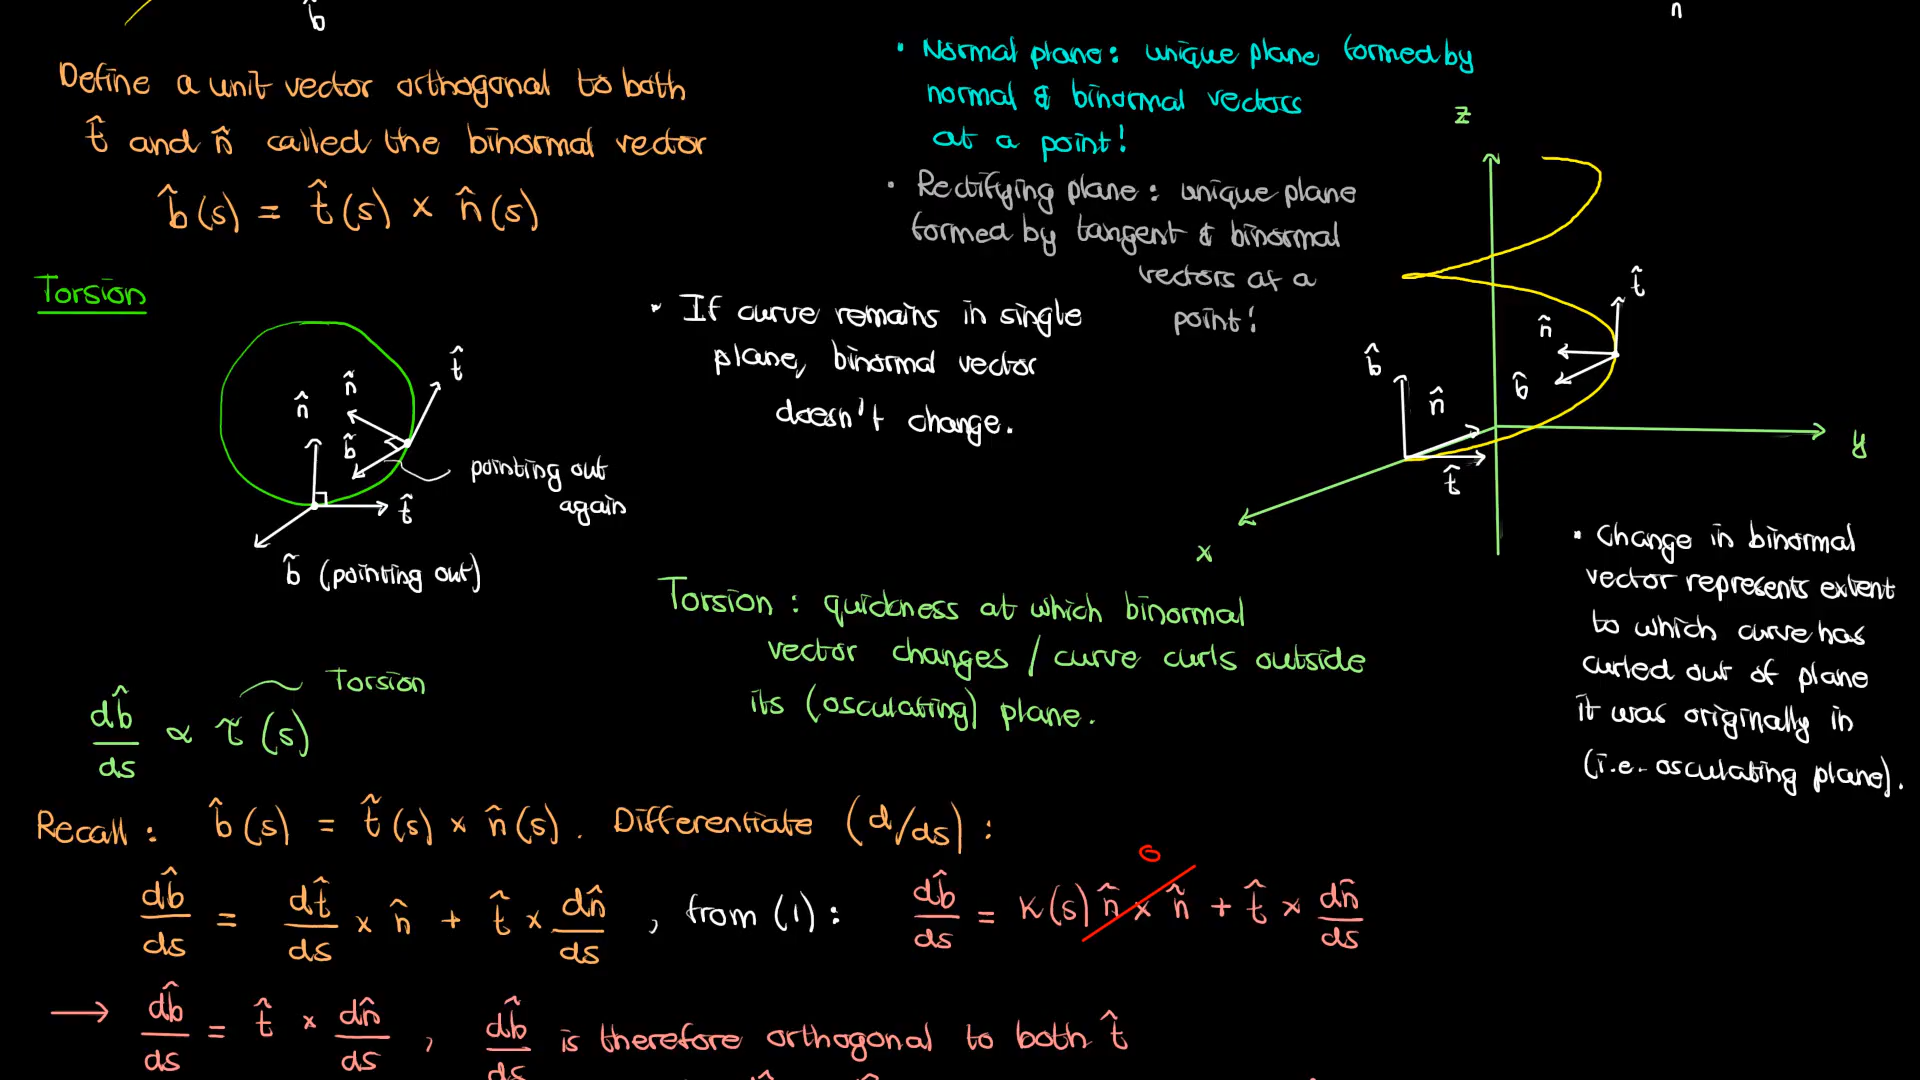 b̂
n
Define a unit vector orthogonal to both
t̂ and n̂ called the binormal vector
b̂(s) = t̂(s) × n̂(s)
• Normal plane: unique plane formed by
normal & binormal vectors
at a point!
• Rectifying plane: unique plane
formed by tangent & binormal
vectors at a
point!
Torsion
t̂
n̂
n̂
b̂
t̂
pointing out
again
b̂ (pointing out)
• If curve remains in single
plane, binormal vector
doesn't change.
z
t̂
n̂
b̂
b̂
n̂
t̂
y
x
• Change in binormal
vector represents extent
to which curve has
curled out of plane
it was originally in
(i.e. osculating plane).
Torsion: quickness at which binormal
vector changes / curve curls outside
its (osculating) plane.
Torsion
db̂/ds ∝ τ(s)
Recall: b̂(s) = t̂(s) × n̂(s). Differentiate (d/ds):
db̂/ds = dt̂/ds × n̂ + t̂ × dn̂/ds, from (1): db̂/ds = K(s) n̂ × n̂ + t̂ × dn̂/ds
0
→ db̂/ds = t̂ × dn̂/ds, db̂/ds is therefore orthogonal to both t̂